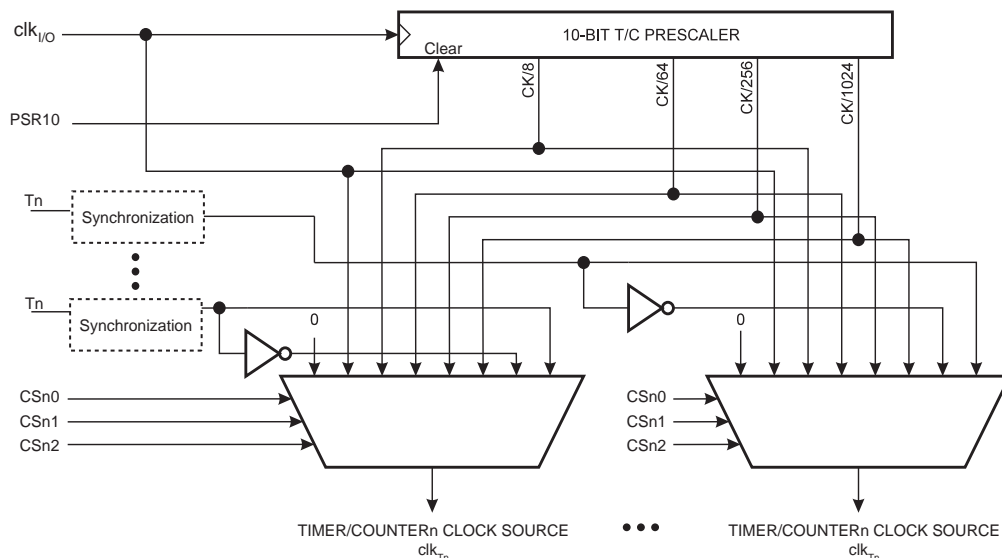 clkI/O
10-BIT T/C PRESCALER
Clear
CK/8
CK/64
CK/256
CK/1024
PSR10
Tn
Synchronization
Tn
Synchronization
0
0
CSn0
CSn1
CSn2
CSn0
CSn1
CSn2
TIMER/COUNTERn CLOCK SOURCE
clkTn
TIMER/COUNTERn CLOCK SOURCE
clkTn